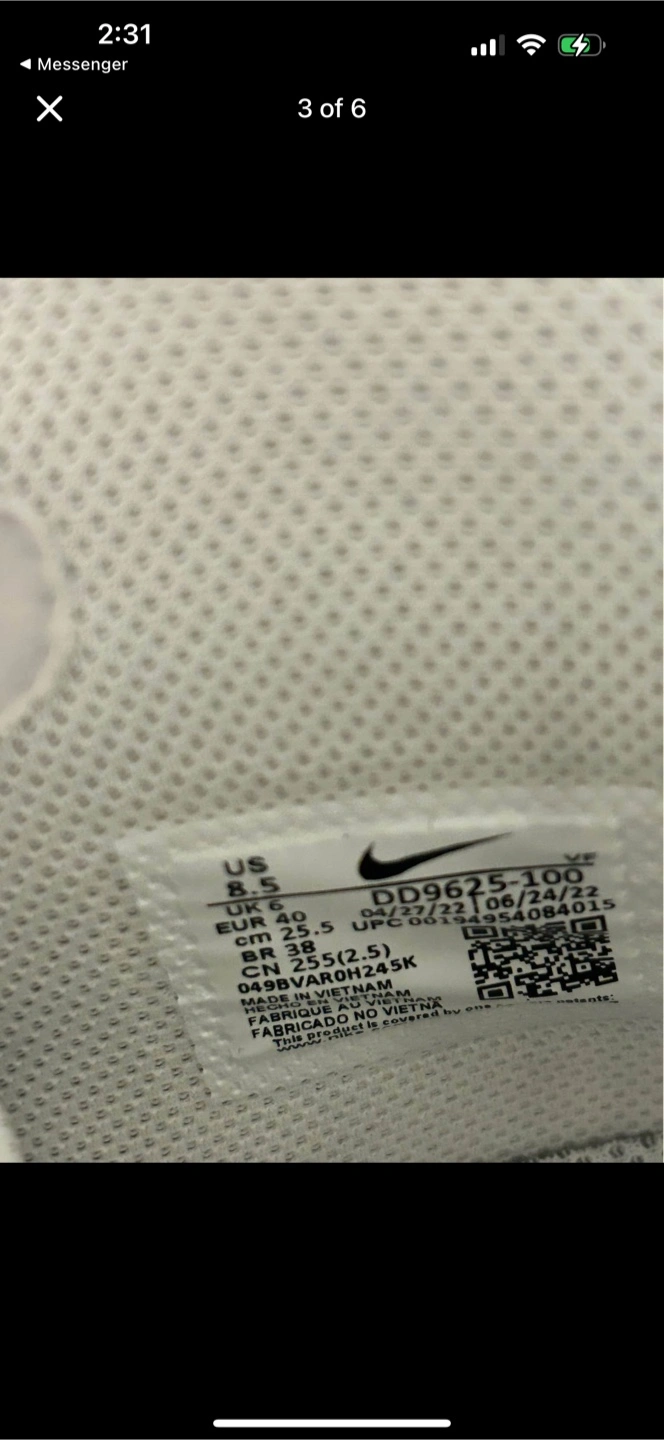 2:31
◀ Messenger
3 of 6
US
8.5
VF
DD9625-100
UK 6
04/27/22 | 06/24/22
EUR 40
UPC 00194954084015
cm 25.5
BR 38
CN 255(2.5)
049BVAR0H245K
MADE IN VIETNAM
HECHO EN VIETNAM
FABRIQUE AU VIETNAM
FABRICADO NO VIETNA
This product is covered by one
patents: